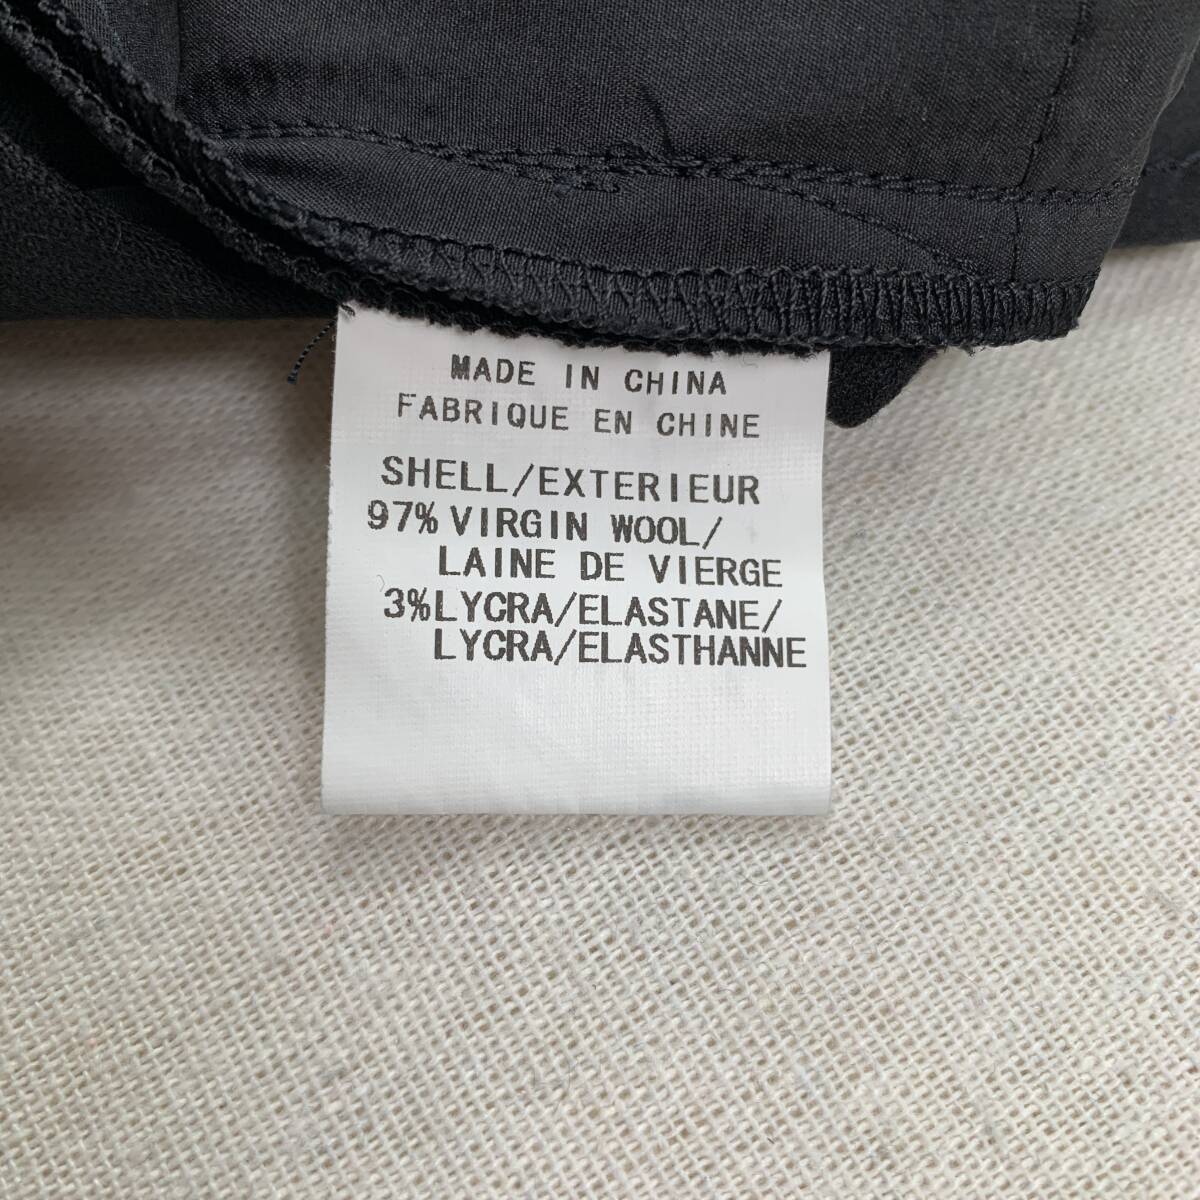 MADE IN CHINA
FABRIQUE EN CHINE
SHELL/EXTERIEUR
97% VIRGIN WOOL/
LAINE DE VIERGE
3%LYCRA/ELASTANE/
LYCRA/ELASTHANNE